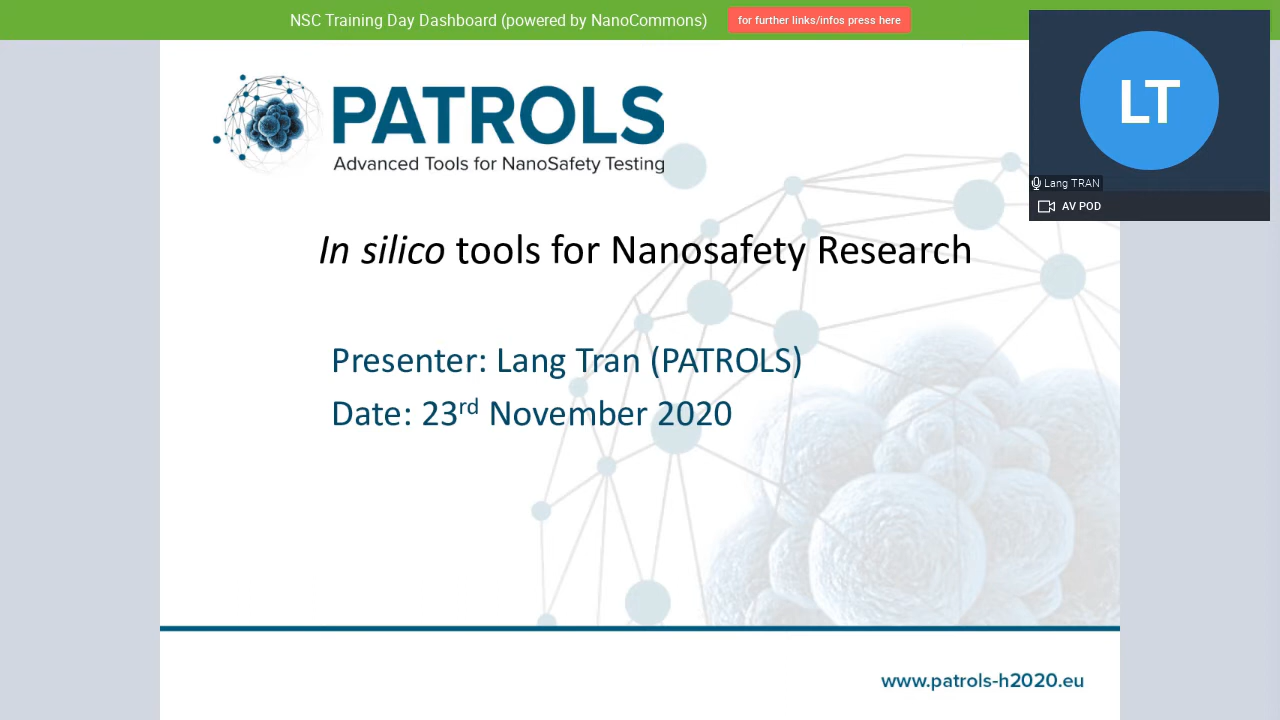 NSC Training Day Dashboard (powered by NanoCommons)
for further links/infos press here
LT
Lang TRAN
AV POD
PATROLS
Advanced Tools for NanoSafety Testing
In silico tools for Nanosafety Research
Presenter: Lang Tran (PATROLS)
Date: 23rd November 2020
www.patrols-h2020.eu